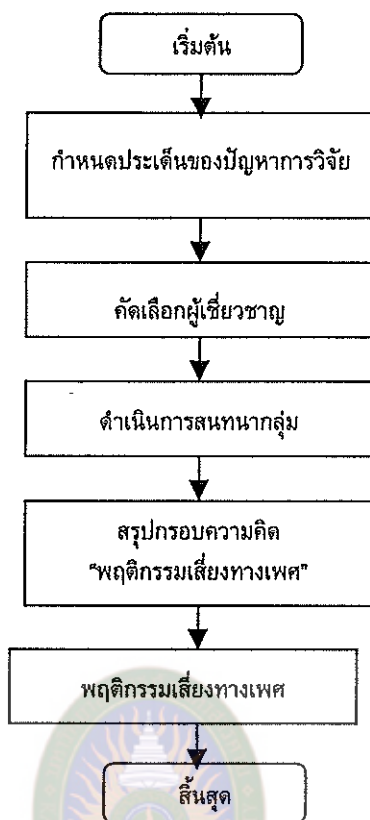 เริ่มต้น
กำหนดประเด็นของปัญหาการวิจัย
คัดเลือกผู้เชี่ยวชาญ
ดำเนินการสนทนากลุ่ม
สรุปกรอบความคิด
“พฤติกรรมเสี่ยงทางเพศ”
พฤติกรรมเสี่ยงทางเพศ
สิ้นสุด